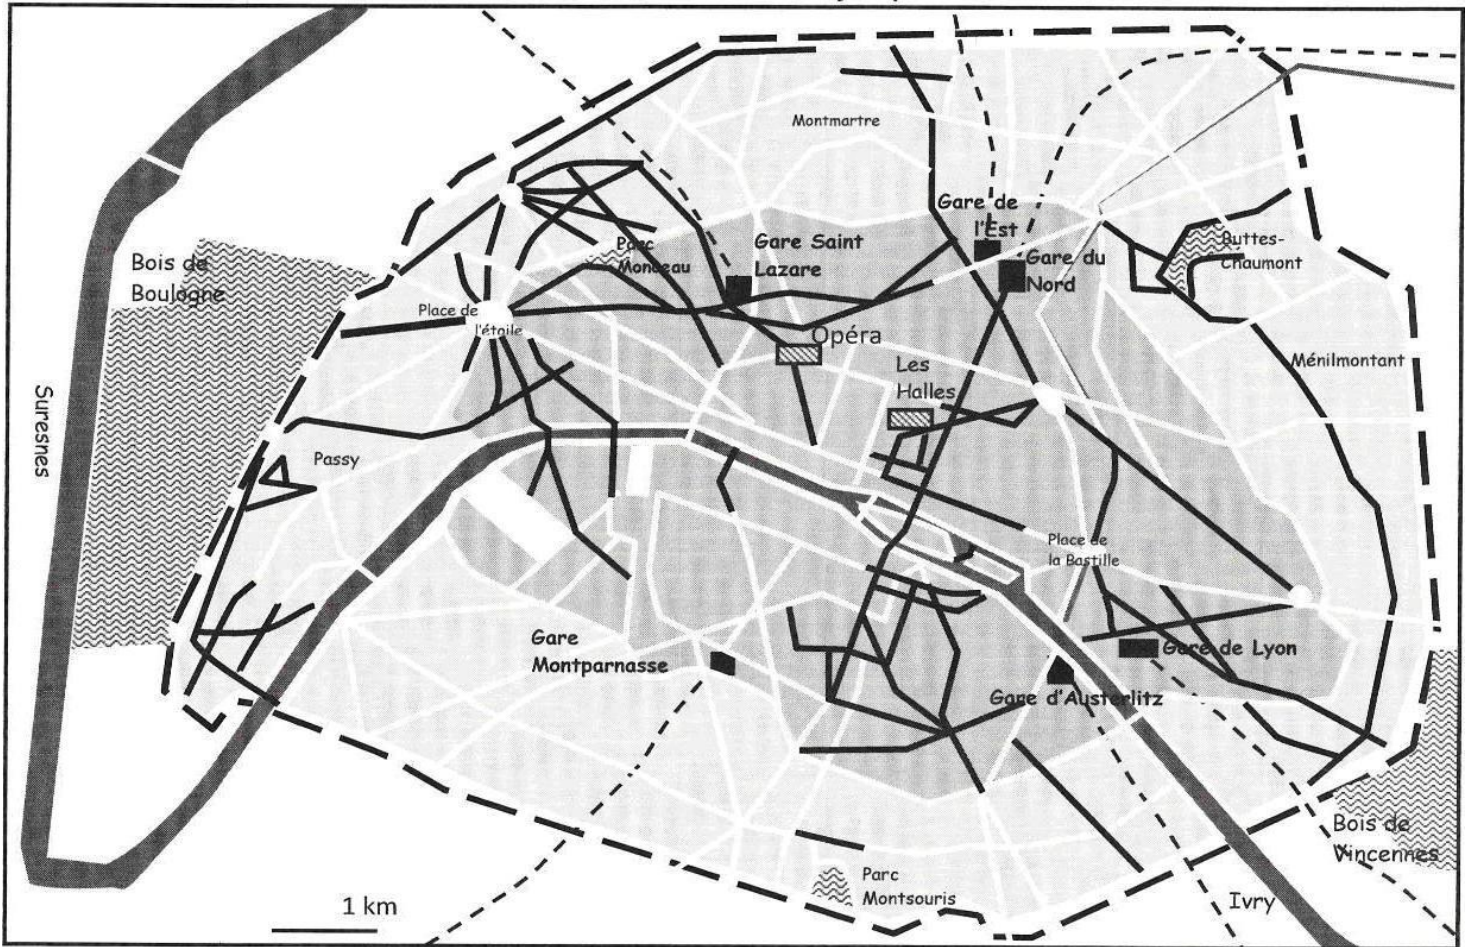 Montmartre
Gare de
l'Est
Gare Saint
Lazare
Parc
Monceau
Gare du
Nord
Buttes-
Chaumont
Bois de
Boulogne
Place de
l'étoile
Opéra
Les
Halles
Ménilmontant
Suresnes
Passy
Place de
la Bastille
Gare
Montparnasse
Gare de Lyon
Gare d'Austerlitz
Bois de
Vincennes
Parc
Montsouris
Ivry
1 km